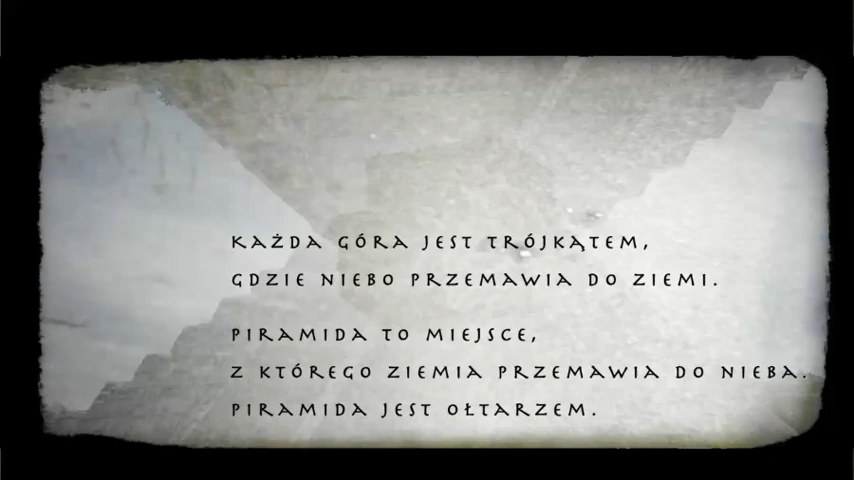 KAŻDA GÓRA JEST TRÓJKĄTEM,
GDZIE NIEBO PRZEMAWIA DO ZIEMI.
PIRAMIDA TO MIEJSCE,
Z KTÓREGO ZIEMIA PRZEMAWIA DO NIEBA.
PIRAMIDA JEST OŁTARZEM.